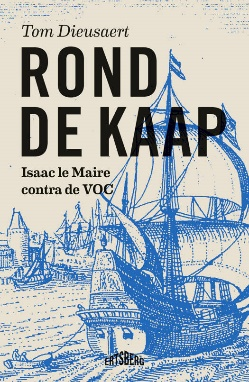 Tom Dieusaert
ROND
DE KAAP
Isaac le Maire
contra de VOC
ERTSBERG